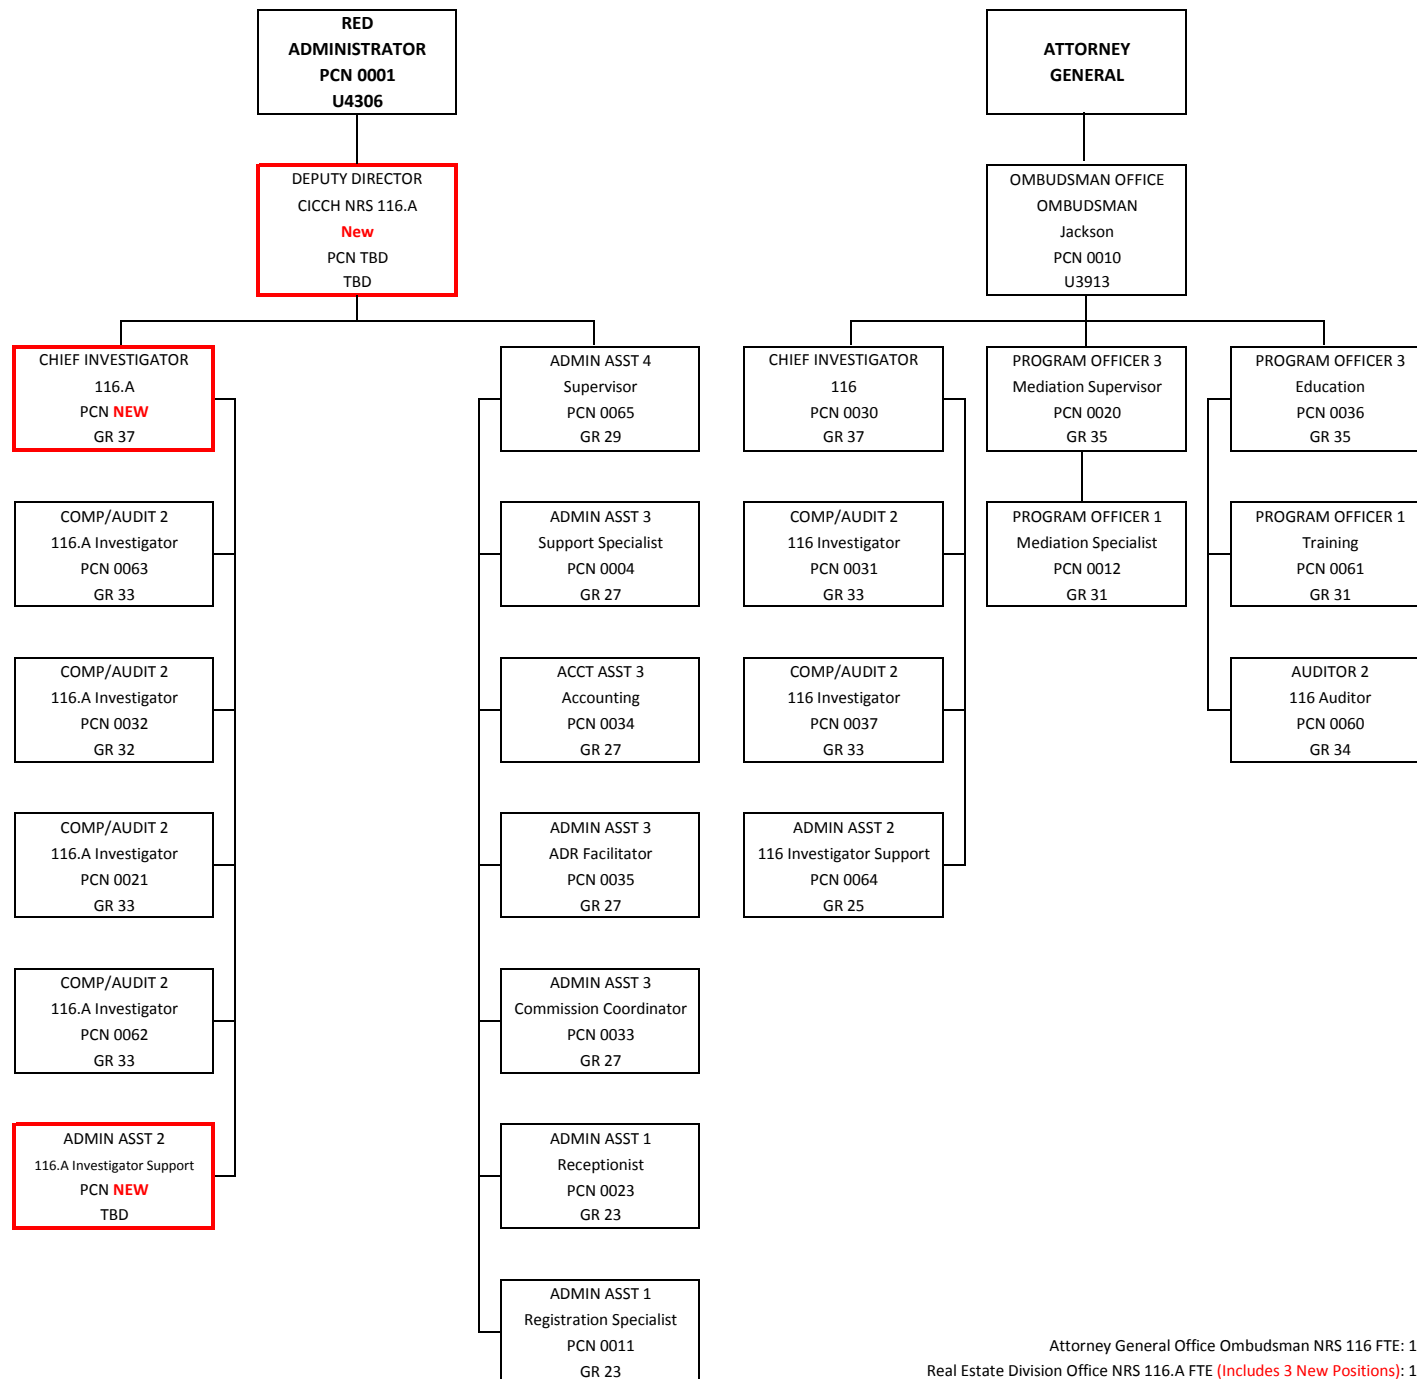 RED
ADMINISTRATOR
PCN 0001
U4306
ATTORNEY
GENERAL
DEPUTY DIRECTOR
CICCH NRS 116.A
New
PCN TBD
TBD
OMBUDSMAN OFFICE
OMBUDSMAN
Jackson
PCN 0010
U3913
CHIEF INVESTIGATOR
116.A
PCN NEW
GR 37
ADMIN ASST 4
Supervisor
PCN 0065
GR 29
CHIEF INVESTIGATOR
116
PCN 0030
GR 37
PROGRAM OFFICER 3
Mediation Supervisor
PCN 0020
GR 35
PROGRAM OFFICER 3
Education
PCN 0036
GR 35
COMP/AUDIT 2
116.A Investigator
PCN 0063
GR 33
ADMIN ASST 3
Support Specialist
PCN 0004
GR 27
COMP/AUDIT 2
116 Investigator
PCN 0031
GR 33
PROGRAM OFFICER 1
Mediation Specialist
PCN 0012
GR 31
PROGRAM OFFICER 1
Training
PCN 0061
GR 31
COMP/AUDIT 2
116.A Investigator
PCN 0032
GR 32
ACCT ASST 3
Accounting
PCN 0034
GR 27
COMP/AUDIT 2
116 Investigator
PCN 0037
GR 33
AUDITOR 2
116 Auditor
PCN 0060
GR 34
COMP/AUDIT 2
116.A Investigator
PCN 0021
GR 33
ADMIN ASST 3
ADR Facilitator
PCN 0035
GR 27
ADMIN ASST 2
116 Investigator Support
PCN 0064
GR 25
COMP/AUDIT 2
116.A Investigator
PCN 0062
GR 33
ADMIN ASST 3
Commission Coordinator
PCN 0033
GR 27
ADMIN ASST 2
116.A Investigator Support
PCN NEW
TBD
ADMIN ASST 1
Receptionist
PCN 0023
GR 23
ADMIN ASST 1
Registration Specialist
PCN 0011
GR 23
Attorney General Office Ombudsman NRS 116 FTE: 1
Real Estate Division Office NRS 116.A FTE (Includes 3 New Positions): 1